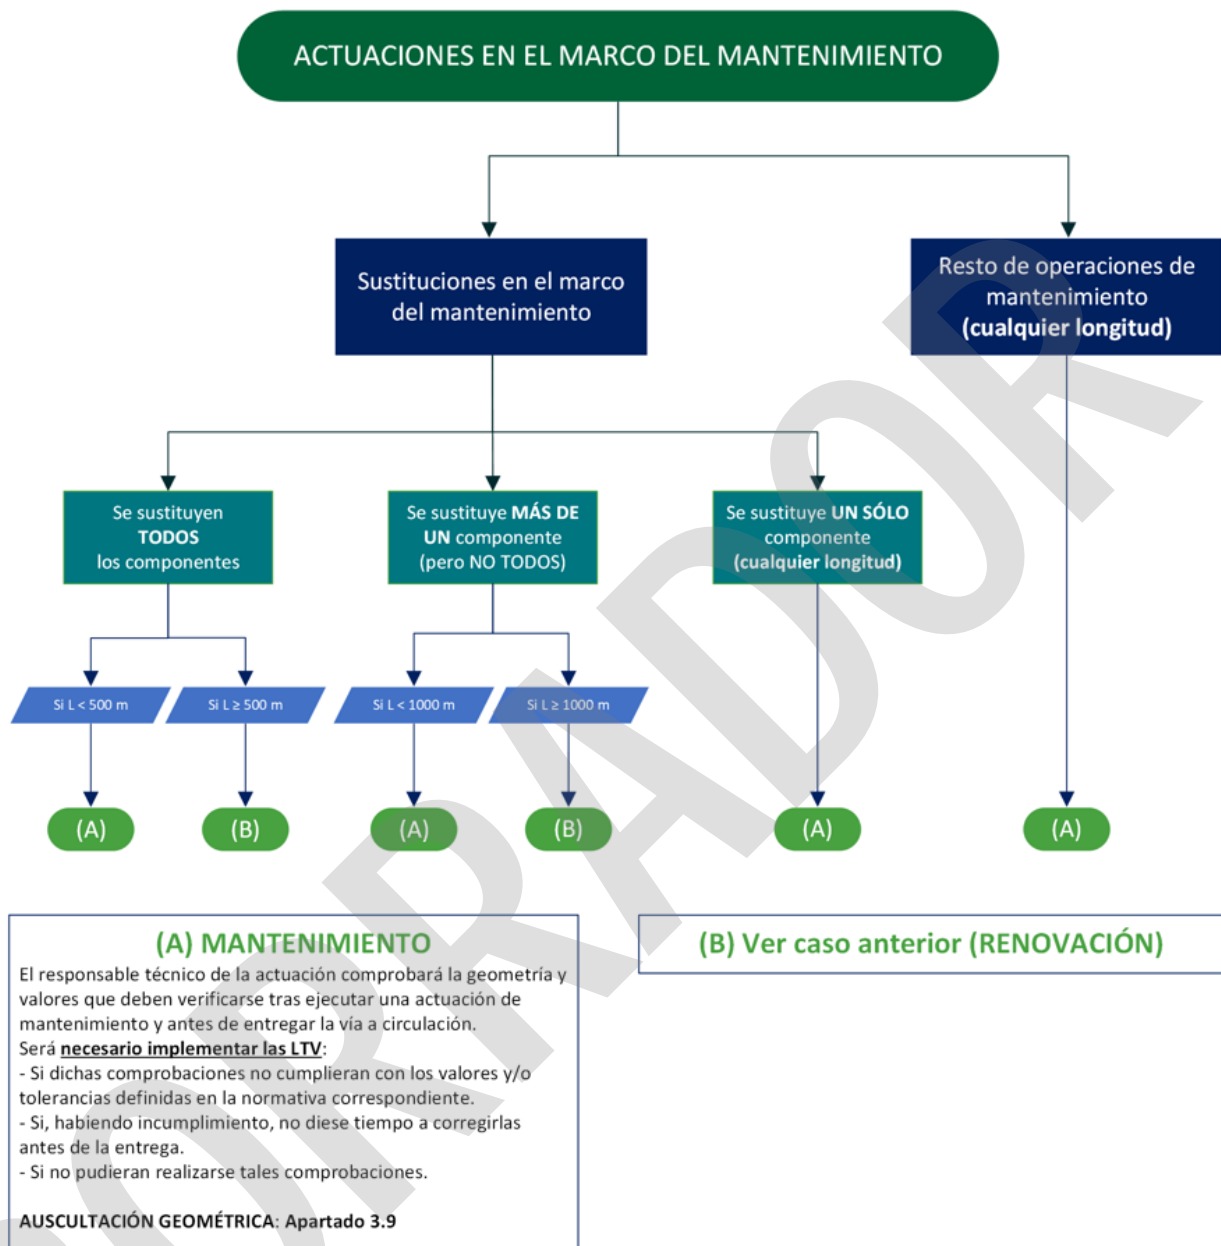 ACTUACIONES EN EL MARCO DEL MANTENIMIENTO
Sustituciones en el marco
del mantenimiento
Resto de operaciones de
mantenimiento
(cualquier longitud)
Se sustituyen
TODOS
los componentes
Se sustituye MÁS DE
UN componente
(pero NO TODOS)
Se sustituye UN SÓLO
componente
(cualquier longitud)
Si L < 500 m
Si L ≥ 500 m
Si L < 1000 m
Si L ≥ 1000 m
(A)
(B)
(A)
(B)
(A)
(A)
(A) MANTENIMIENTO
El responsable técnico de la actuación comprobará la geometría y
valores que deben verificarse tras ejecutar una actuación de
mantenimiento y antes de entregar la vía a circulación.
Será necesario implementar las LTV:
- Si dichas comprobaciones no cumplieran con los valores y/o
tolerancias definidas en la normativa correspondiente.
- Si, habiendo incumplimiento, no diese tiempo a corregirlas
antes de la entrega.
- Si no pudieran realizarse tales comprobaciones.
AUSCULTACIÓN GEOMÉTRICA: Apartado 3.9
(B) Ver caso anterior (RENOVACIÓN)
BORRADOR